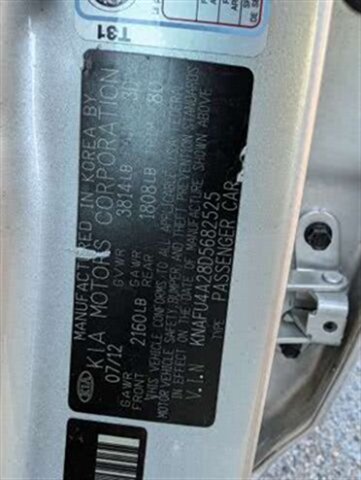 MANUFACTURED IN KOREA BY
KIA MOTORS CORPORATION
07/12 GVWR 3814LB
GAWR 2160LB GAWR 1808LB
REAR
THIS VEHICLE CONFORMS TO ALL APPLICABLE U.S.A FEDERAL
MOTOR VEHICLE SAFETY, BUMPER, AND THEFT PREVENTION STANDARDS
IN EFFECT ON THE DATE OF MANUFACTURE SHOWN ABOVE
V.I.N KNAFU4A28D5682525
TYPE PASSENGER CAR
KIA
T31